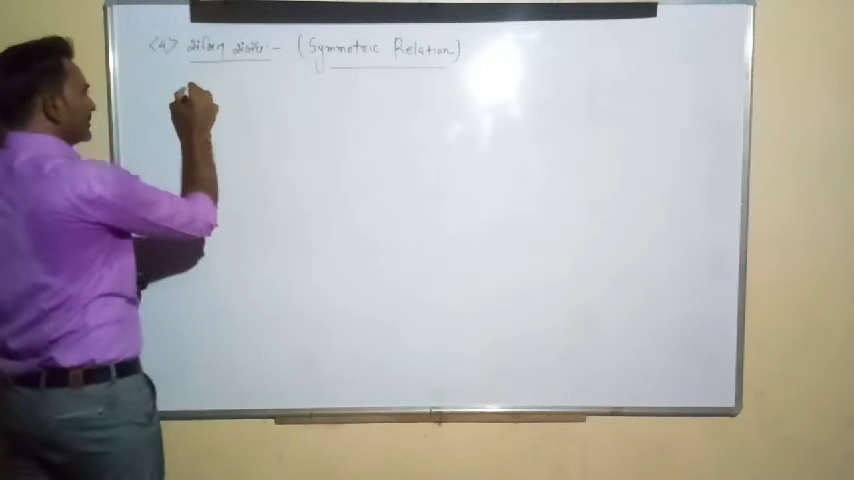 <4> સંમિત સંબંધ :- (Symmetric Relation)